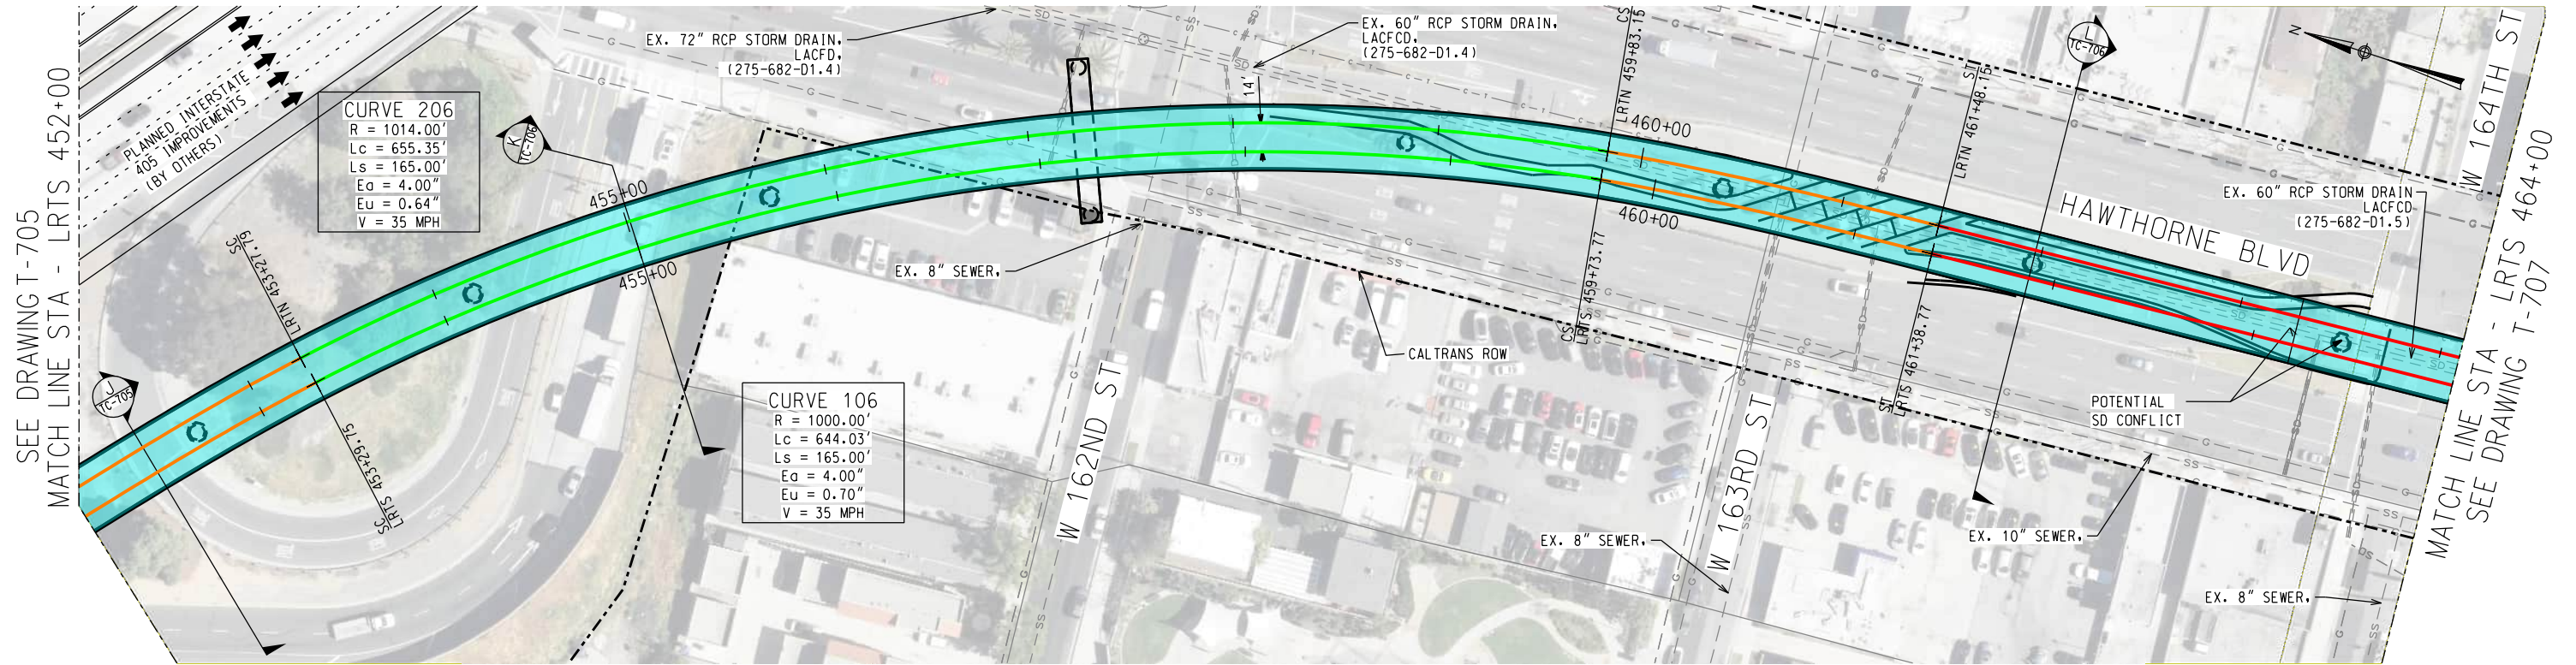 SEE DRAWING T-705
MATCH LINE STA - LRTS 452+00
PLANNED INTERSTATE
405 IMPROVEMENTS
(BY OTHERS)
CURVE 206
R = 1014.00'
Lc = 655.35'
Ls = 165.00'
Ea = 4.00"
Eu = 0.64"
V = 35 MPH
J
TC-705
SC
LRTN 453+27.79
SC
LRTS 453+29.75
K
TC-706
455+00
455+00
EX. 72" RCP STORM DRAIN,
LACFD,
(275-682-D1.4)
EX. 60" RCP STORM DRAIN,
LACFCD,
(275-682-D1.4)
14'
EX. 8" SEWER,
CURVE 106
R = 1000.00'
Lc = 644.03'
Ls = 165.00'
Ea = 4.00"
Eu = 0.70"
V = 35 MPH
W 162ND ST
CALTRANS ROW
CS
LRTN 459+83.15
460+00
460+00
CS
LRTS 459+73.77
W 163RD ST
EX. 8" SEWER,
ST
LRTN 461+48.15
ST
LRTS 461+38.77
L
TC-706
HAWTHORNE BLVD
N
W 164TH ST
EX. 60" RCP STORM DRAIN
LACFCD
(275-682-D1.5)
POTENTIAL
SD CONFLICT
EX. 10" SEWER,
EX. 8" SEWER,
MATCH LINE STA - LRTS 464+00
SEE DRAWING T-707